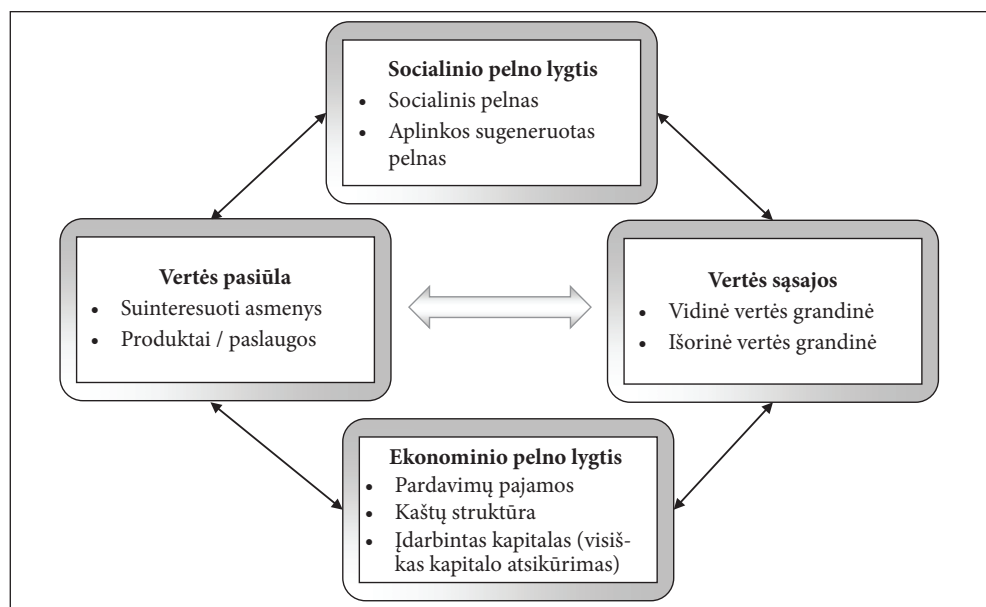 Socialinio pelno lygtis
• Socialinis pelnas
• Aplinkos sugeneruotas
pelnas
Vertės pasiūla
• Suinteresuoti asmenys
• Produktai / paslaugos
Vertės sąsajos
• Vidinė vertės grandinė
• Išorinė vertės grandinė
Ekonominio pelno lygtis
• Pardavimų pajamos
• Kaštų struktūra
• Įdarbintas kapitalas (visiš-
kas kapitalo atsikūrimas)